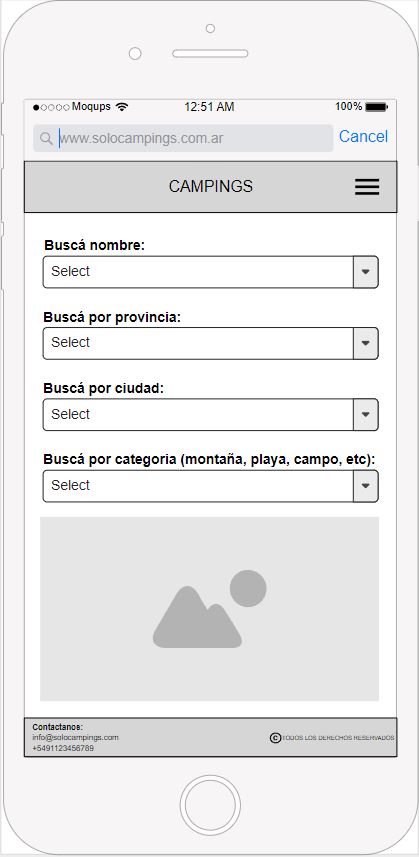 Moqups 12:51 AM 100%
www.solocampings.com.ar Cancel
CAMPINGS
Buscá nombre:
Select
Buscá por provincia:
Select
Buscá por ciudad:
Select
Buscá por categoria (montaña, playa, campo, etc):
Select
Contactanos:
info@solocampings.com
+5491123456789
© TODOS LOS DERECHOS RESERVADOS